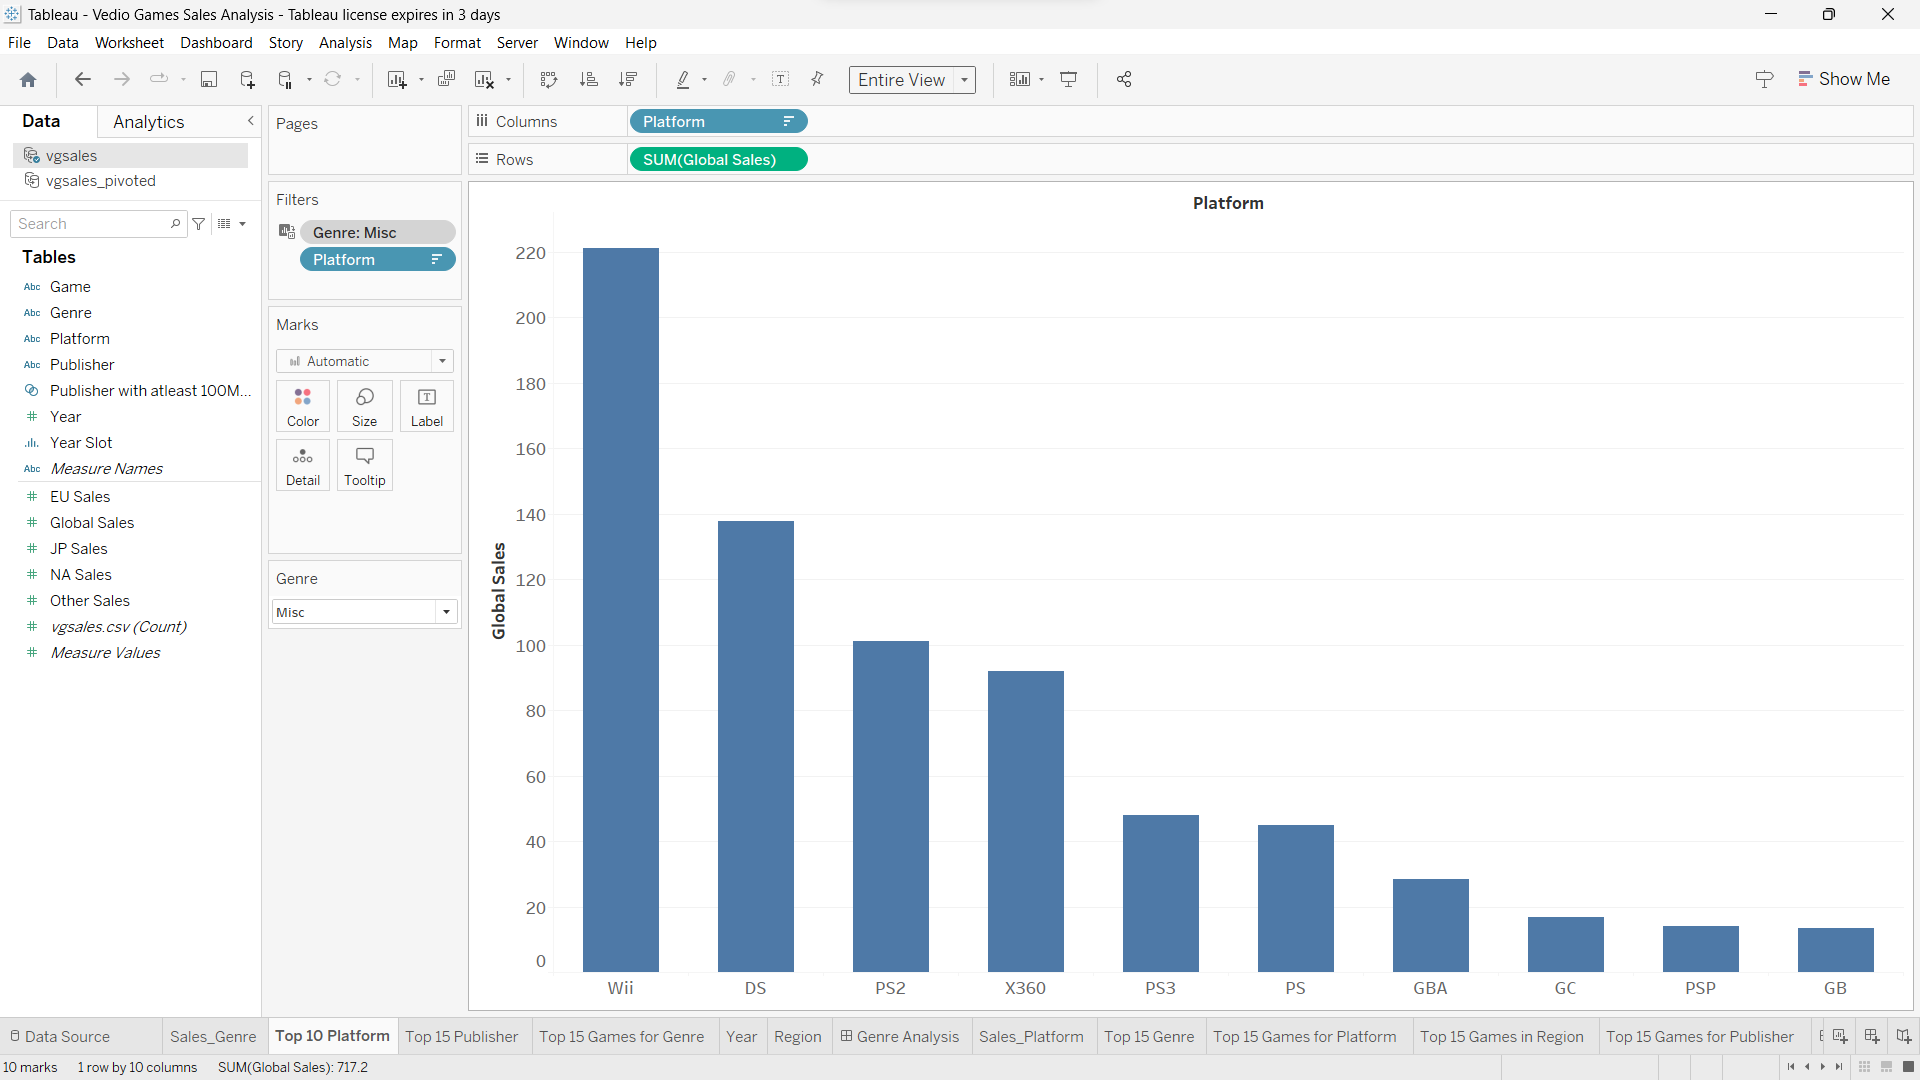 Tableau - Vedio Games Sales Analysis - Tableau license expires in 3 days
File Data Worksheet Dashboard Story Analysis Map Format Server Window Help
Entire View
Show Me
Data Analytics
vgsales
vgsales_pivoted
Search
Tables
Abc Game
Abc Genre
Abc Platform
Abc Publisher
Publisher with atleast 100M...
# Year
Year Slot
Abc Measure Names
# EU Sales
# Global Sales
# JP Sales
# NA Sales
# Other Sales
# vgsales.csv (Count)
# Measure Values
Pages
Filters
Genre: Misc
Platform
Marks
Automatic
Color Size T Label
Detail Tooltip
Genre
Misc
Columns Platform
Rows SUM(Global Sales)
Platform
Global Sales
220
200
180
160
140
120
100
80
60
40
20
0
Wii DS PS2 X360 PS3 PS GBA GC PSP GB
Data Source Sales_Genre Top 10 Platform Top 15 Publisher Top 15 Games for Genre Year Region Genre Analysis Sales_Platform Top 15 Genre Top 15 Games for Platform Top 15 Games in Region Top 15 Games for Publisher
10 marks 1 row by 10 columns SUM(Global Sales): 717.2